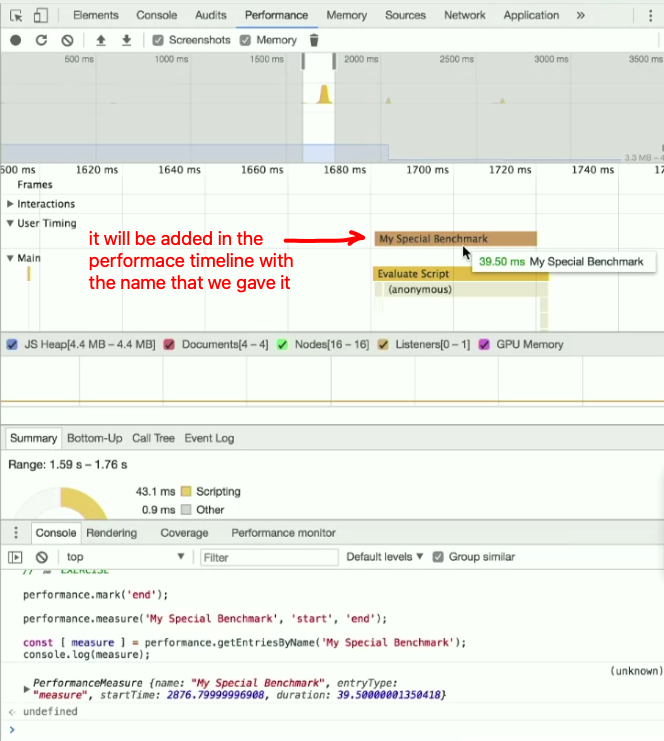 Elements Console Audits Performance Memory Sources Network Application »
Screenshots Memory
500 ms 1000 ms 1500 ms 2000 ms 2500 ms 3000 ms 3500 ms
3.3 MB – 4
600 ms 1620 ms 1640 ms 1660 ms 1680 ms 1700 ms 1720 ms 1740 ms 17
Frames
Interactions
User Timing
My Special Benchmark
it will be added in the
performace timeline with
the name that we gave it
39.50 ms My Special Benchmark
Main
Evaluate Script
(anonymous)
JS Heap[4.4 MB – 4.4 MB] Documents[4 – 4] Nodes[16 – 16] Listeners[0 – 1] GPU Memory
Summary Bottom-Up Call Tree Event Log
Range: 1.59 s – 1.76 s
43.1 ms Scripting
0.9 ms Other
Console Rendering Coverage Performance monitor
top Filter Default levels Group similar
// EXERCISE
performance.mark('end');
performance.measure('My Special Benchmark', 'start', 'end');
const [ measure ] = performance.getEntriesByName('My Special Benchmark');
console.log(measure);
(unknown)
PerformanceMeasure {name: "My Special Benchmark", entryType:
"measure", startTime: 2876.79999996908, duration: 39.50000001350418}
undefined